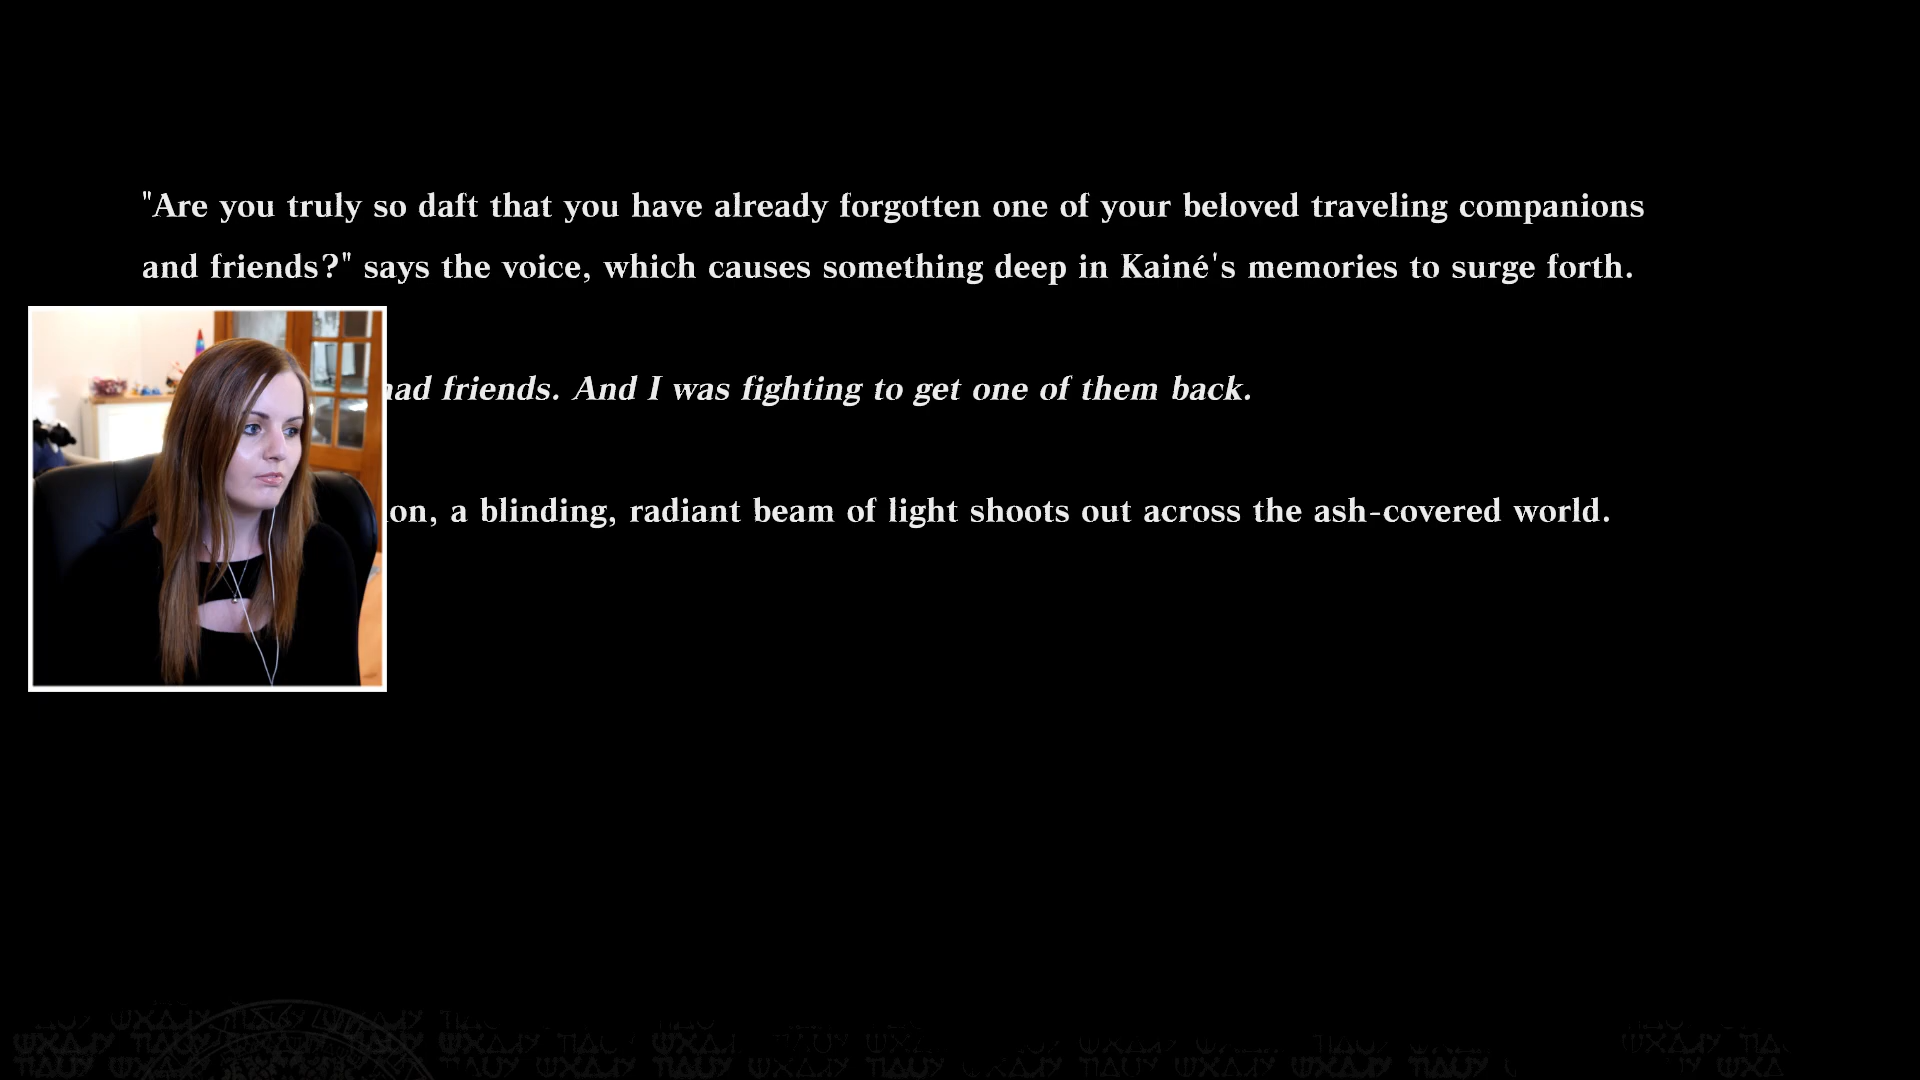 "Are you truly so daft that you have already forgotten one of your beloved traveling companions
and friends?" says the voice, which causes something deep in Kainé's memories to surge forth.
friends. And I was fighting to get one of them back.
a blinding, radiant beam of light shoots out across the ash-covered world.